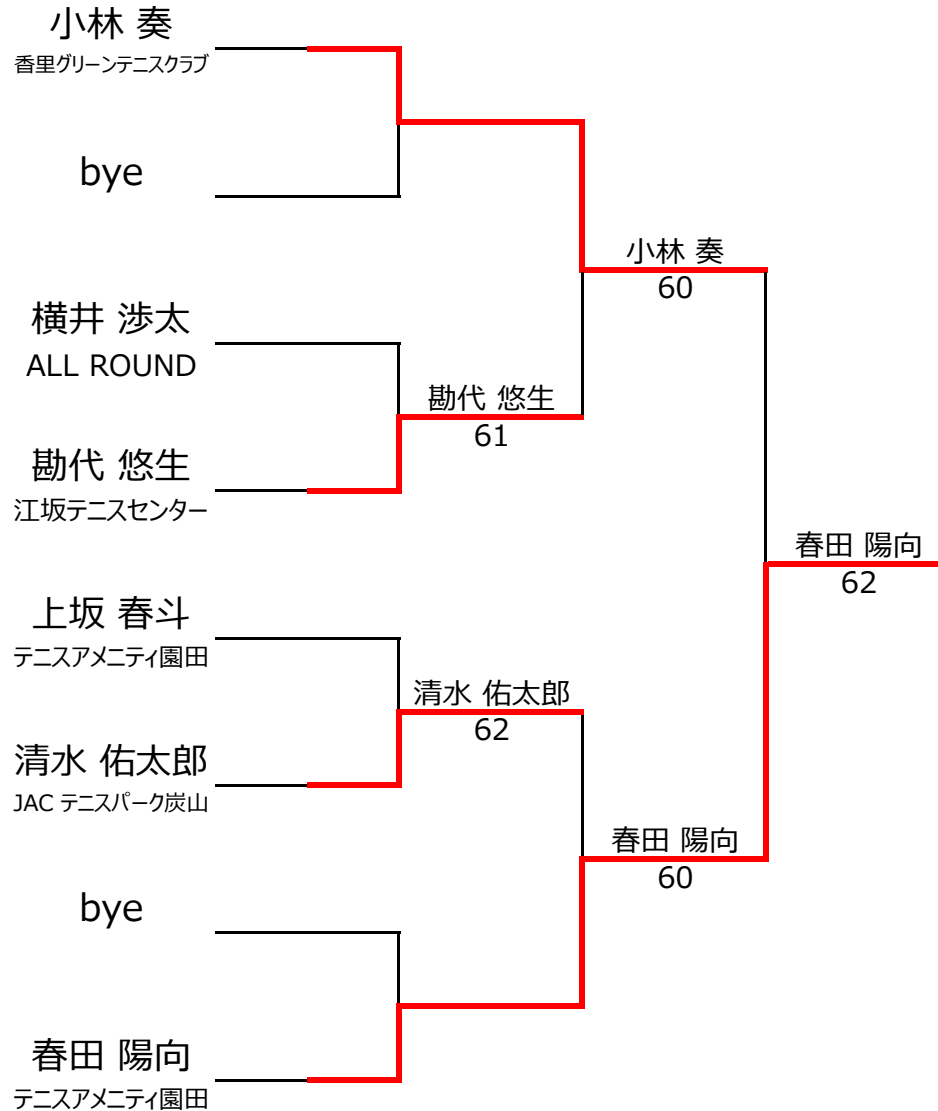 小林 奏
香里グリーンテニスクラブ
bye
横井 渉太
ALL ROUND
勘代 悠生
江坂テニスセンター
上坂 春斗
テニスアメニティ園田
清水 佑太郎
JAC テニスパーク炭山
bye
春田 陽向
テニスアメニティ園田
勘代 悠生
61
清水 佑太郎
62
小林 奏
60
春田 陽向
60
春田 陽向
62